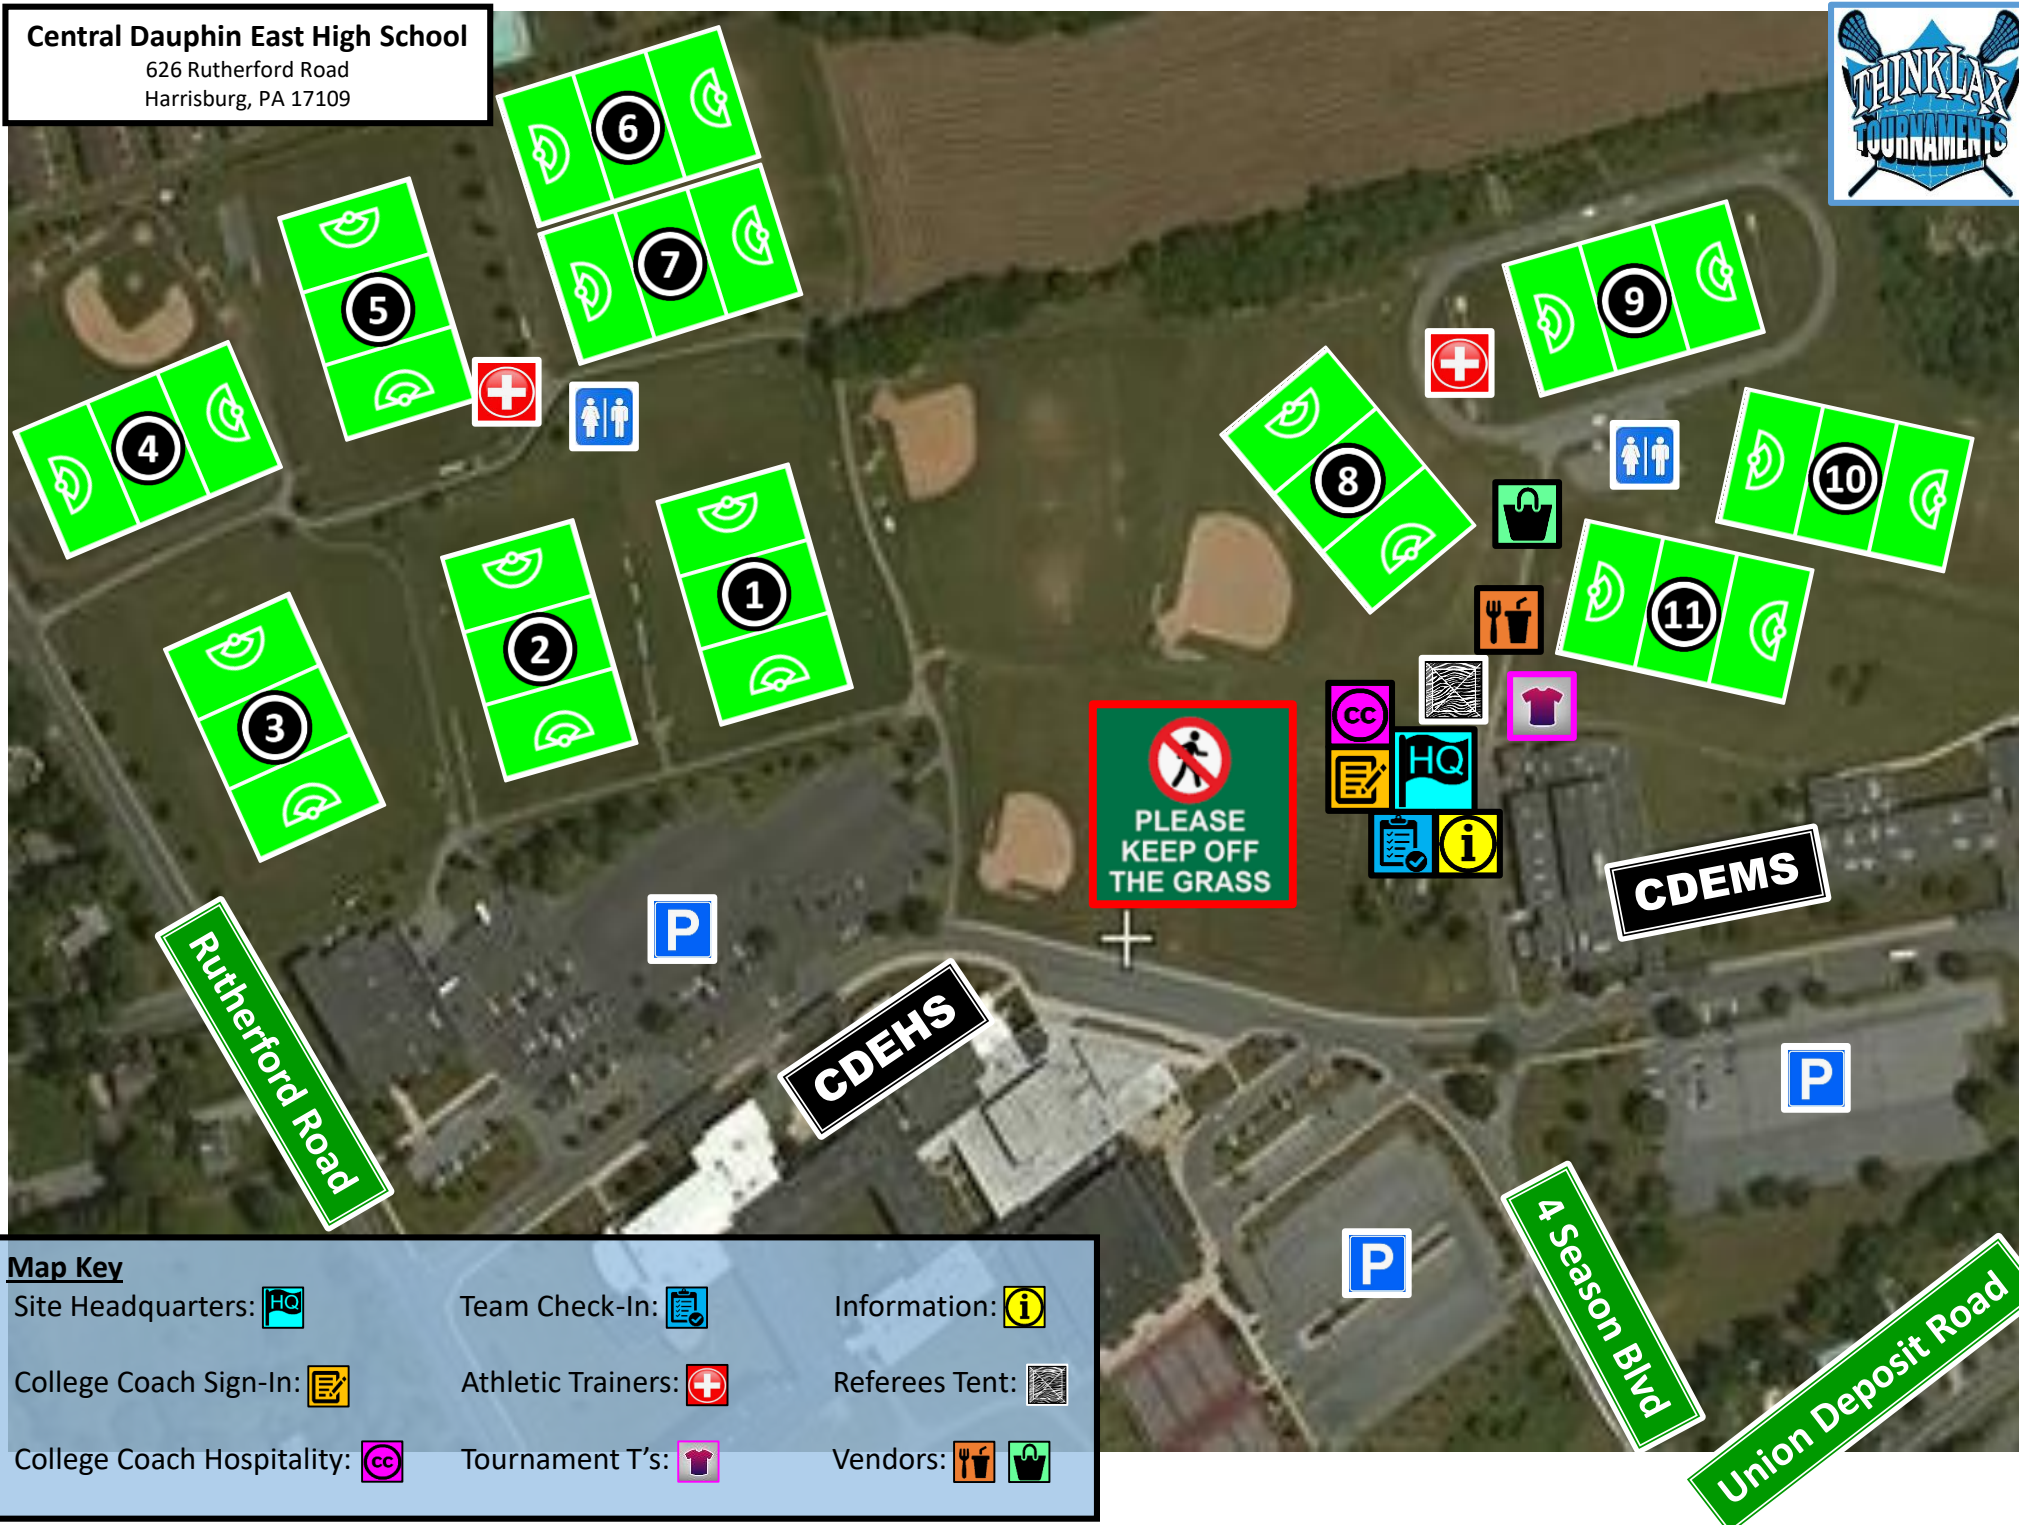 Central Dauphin East High School
626 Rutherford Road
Harrisburg, PA 17109
THINKLAX
TOURNAMENTS
6
7
5
4
9
10
8
11
1
2
3
CC
HQ
i
PLEASE
KEEP OFF
THE GRASS
CDEMS
P
CDEHS
P
P
Rutherford Road
4 Season Blvd
Union Deposit Road
Map Key
Site Headquarters: HQ
Team Check-In:
Information: i
College Coach Sign-In:
Athletic Trainers:
Referees Tent:
College Coach Hospitality: CC
Tournament T’s:
Vendors: